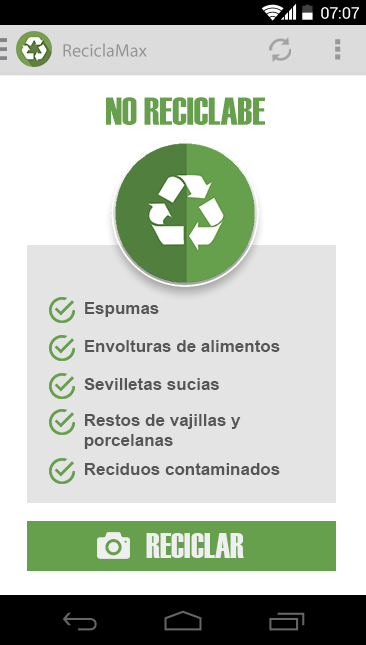 07:07
ReciclaMax
NO RECICLABE
Espumas
Envolturas de alimentos
Sevilletas sucias
Restos de vajillas y
porcelanas
Reciduos contaminados
RECICLAR